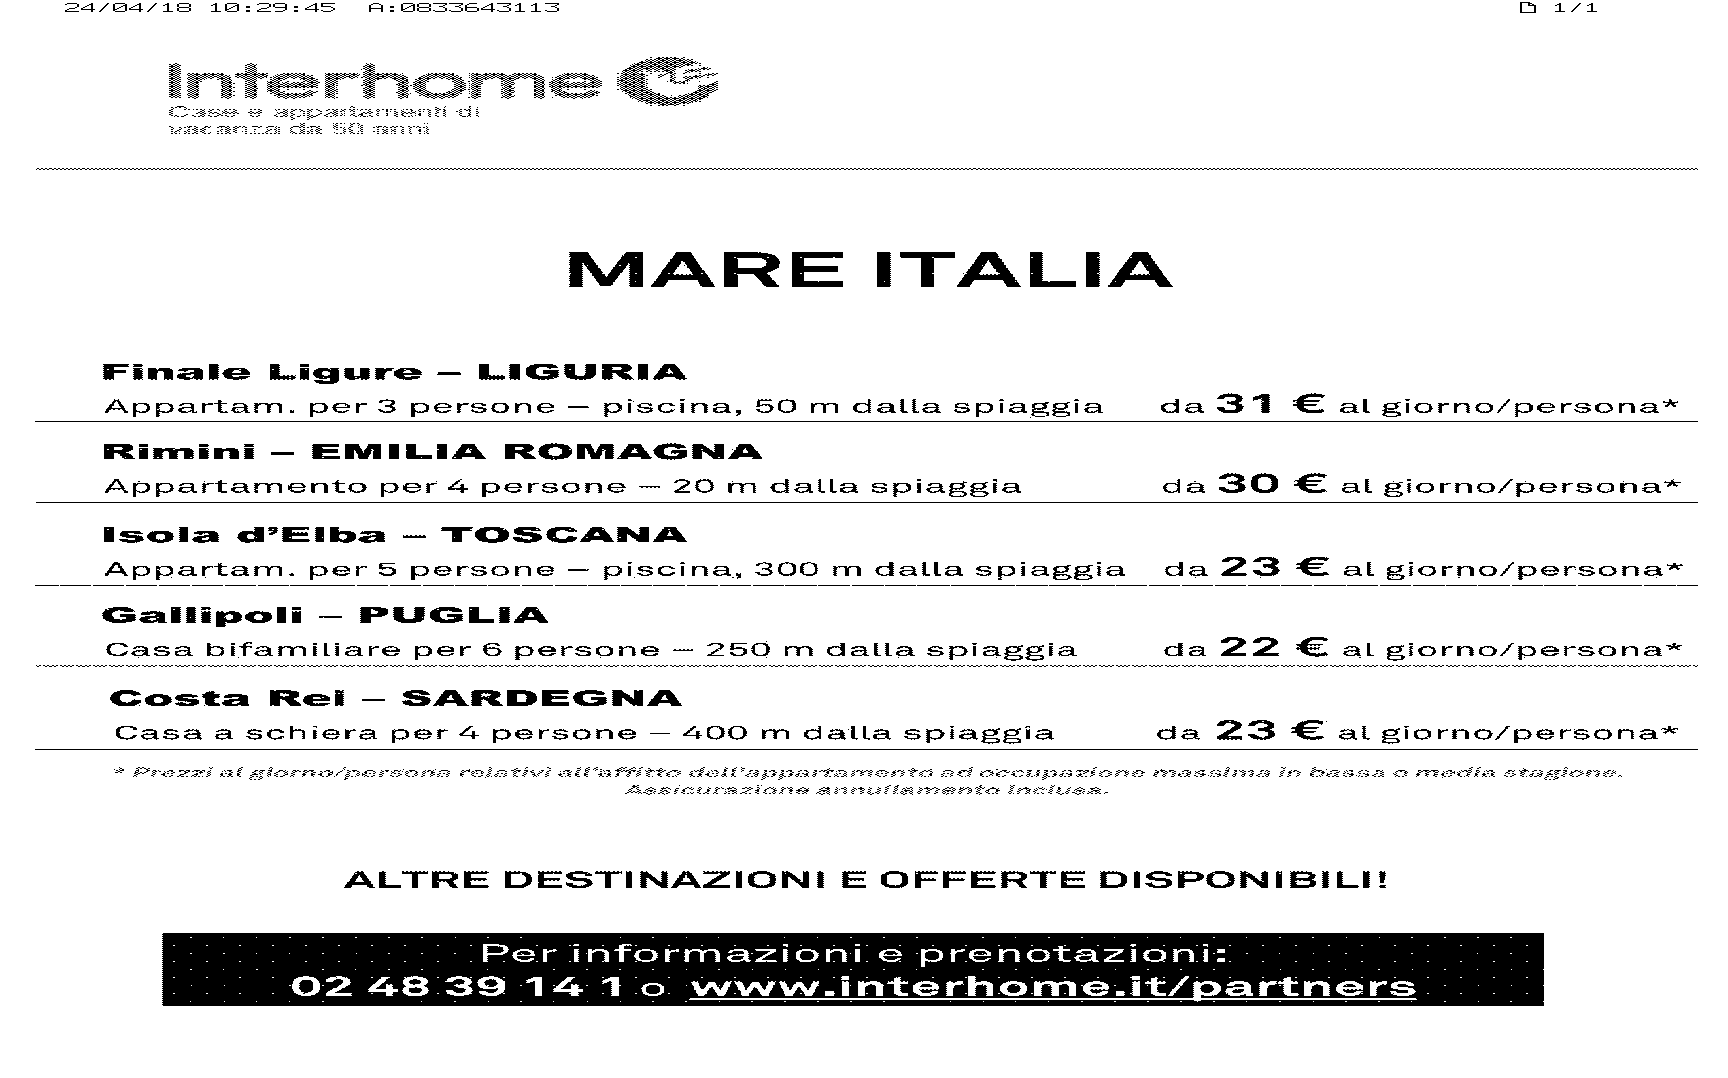 24/04/18 10:29:45 A:0833643113 1/1
Interhome
Case e appartamenti di
vacanza da 50 anni
MARE ITALIA
Finale Ligure – LIGURIA
Appartam. per 3 persone – piscina, 50 m dalla spiaggia da 31 € al giorno/persona*
Rimini – EMILIA ROMAGNA
Appartamento per 4 persone – 20 m dalla spiaggia da 30 € al giorno/persona*
Isola d'Elba – TOSCANA
Appartam. per 5 persone – piscina, 300 m dalla spiaggia da 23 € al giorno/persona*
Gallipoli – PUGLIA
Casa bifamiliare per 6 persone – 250 m dalla spiaggia da 22 € al giorno/persona*
Costa Rei – SARDEGNA
Casa a schiera per 4 persone – 400 m dalla spiaggia da 23 € al giorno/persona*
* Prezzi al giorno/persona relativi all'affitto dell'appartamento ad occupazione massima in bassa o media stagione.
Assicurazione annullamento inclusa.
ALTRE DESTINAZIONI E OFFERTE DISPONIBILI!
Per informazioni e prenotazioni:
02 48 39 14 1 o www.interhome.it/partners